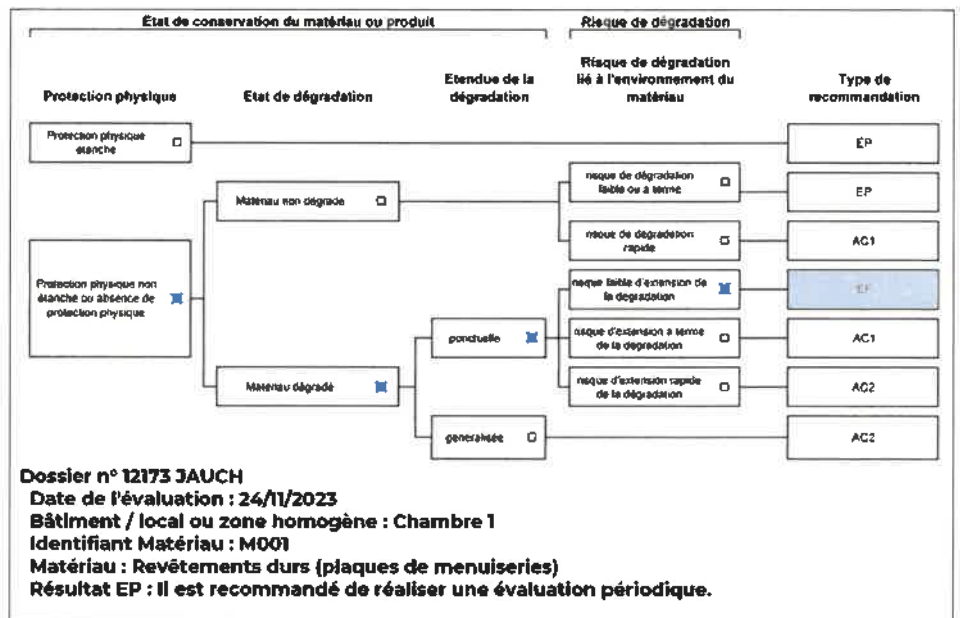 État de conservation du matériau ou produit
Risque de dégradation
Protection physique
Etat de dégradation
Etendue de la
dégradation
Risque de dégradation
lié à l'environnement du
matériau
Type de
recommandation
Protection physique
étanche
EP
Matériau non dégradé
risque de dégradation
faible ou à terme
EP
risque de dégradation
rapide
AC1
Protection physique non
étanche ou absence de
protection physique
risque faible d'extension de
la dégradation
EP
ponctuelle
risque d'extension à terme
de la dégradation
AC1
Matériau dégradé
risque d'extension rapide
de la dégradation
AC2
généralisée
AC2
Dossier n° 12173 JAUCH
Date de l'évaluation : 24/11/2023
Bâtiment / local ou zone homogène : Chambre 1
Identifiant Matériau : M001
Matériau : Revêtements durs (plaques de menuiseries)
Résultat EP : Il est recommandé de réaliser une évaluation périodique.